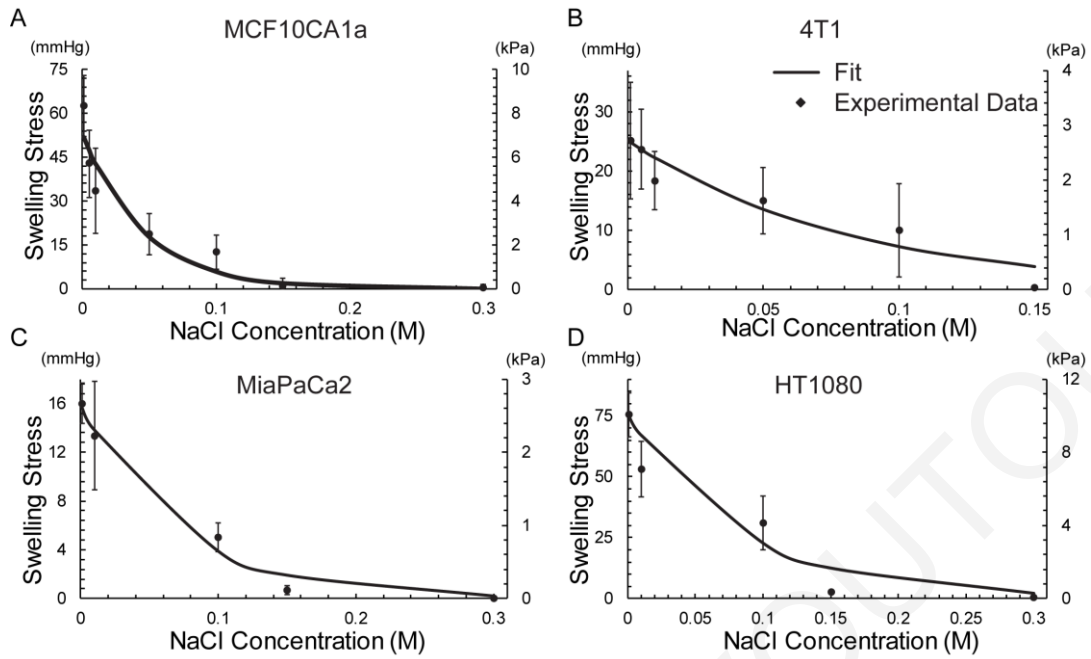 A
MCF10CA1a
(mmHg)
(kPa)
75
60
45
30
15
0
10
8
6
4
2
0
Swelling Stress
0
0.1
0.2
0.3
NaCl Concentration (M)
B
4T1
(mmHg)
(kPa)
Fit
Experimental Data
30
20
10
0
4
3
2
1
0
Swelling Stress
0
0.05
0.1
0.15
NaCl Concentration (M)
C
MiaPaCa2
(mmHg)
(kPa)
16
12
8
4
0
3
2
1
0
Swelling Stress
0
0.1
0.2
0.3
NaCl Concentration (M)
D
HT1080
(mmHg)
(kPa)
75
50
25
0
12
8
4
0
Swelling Stress
0
0.05
0.1
0.15
0.2
0.25
0.3
NaCl Concentration (M)